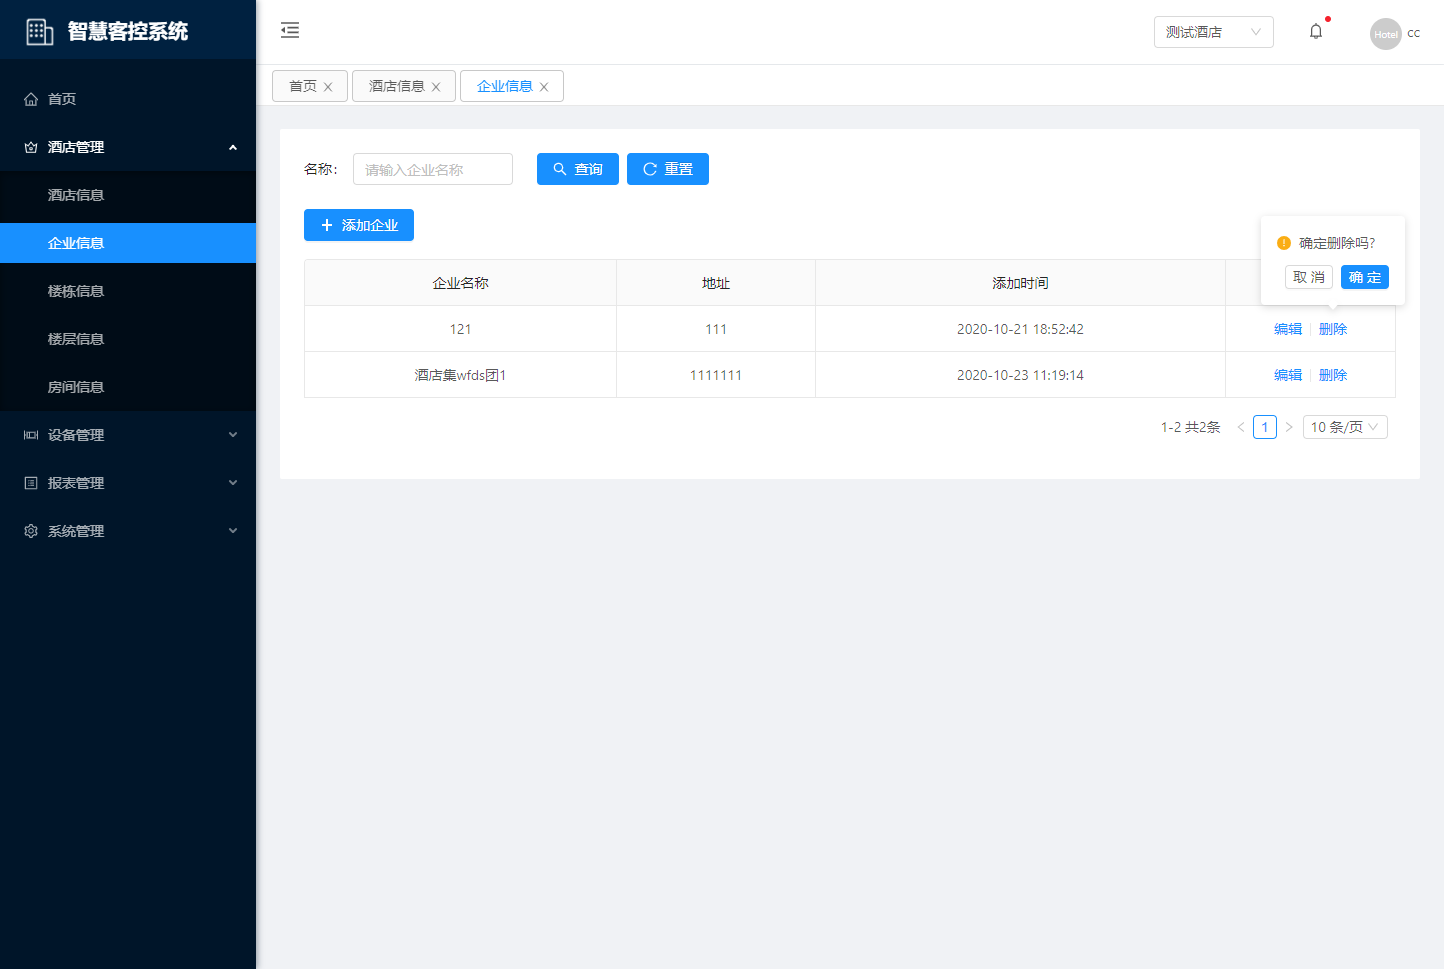 智慧客控系统
首页
酒店管理
酒店信息
企业信息
楼栋信息
楼层信息
房间信息
设备管理
报表管理
系统管理
测试酒店
Hotel cc
首页 酒店信息 企业信息
名称： 请输入企业名称 查询 重置
添加企业
确定删除吗?
取 消 确 定
企业名称 地址 添加时间
121 111 2020-10-21 18:52:42 编辑 删除
酒店集wfds团1 1111111 2020-10-23 11:19:14 编辑 删除
1-2 共2条 1 10 条/页